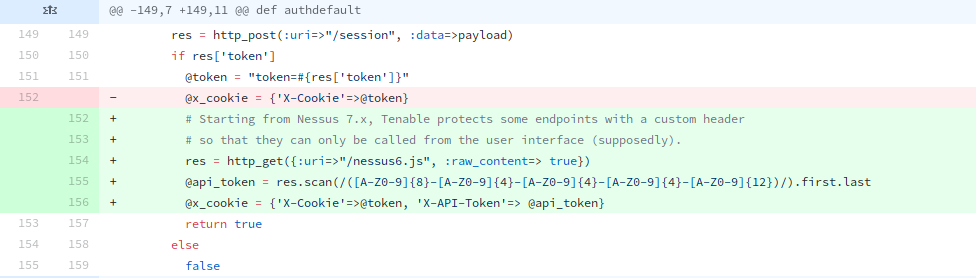 @@ -149,7 +149,11 @@ def authdefault
149 149 res = http_post(:uri=>"/session", :data=>payload)
150 150 if res['token']
151 151 @token = "token=#{res['token']}"
152 - @x_cookie = {'X-Cookie'=>@token}
152 + # Starting from Nessus 7.x, Tenable protects some endpoints with a custom header
153 + # so that they can only be called from the user interface (supposedly).
154 + res = http_get({:uri=>"/nessus6.js", :raw_content=> true})
155 + @api_token = res.scan(/([A-Z0-9]{8}-[A-Z0-9]{4}-[A-Z0-9]{4}-[A-Z0-9]{4}-[A-Z0-9]{12})/).first.last
156 + @x_cookie = {'X-Cookie'=>@token, 'X-API-Token'=> @api_token}
153 157 return true
154 158 else
155 159 false